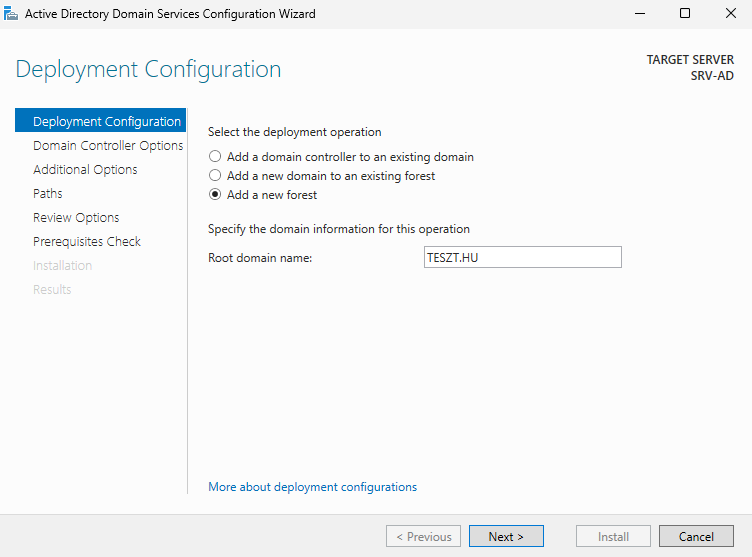 Active Directory Domain Services Configuration Wizard
Deployment Configuration
TARGET SERVER
SRV-AD
Deployment Configuration
Domain Controller Options
Additional Options
Paths
Review Options
Prerequisites Check
Installation
Results
Select the deployment operation
Add a domain controller to an existing domain
Add a new domain to an existing forest
Add a new forest
Specify the domain information for this operation
Root domain name: TESZT.HU
More about deployment configurations
< Previous Next > Install Cancel